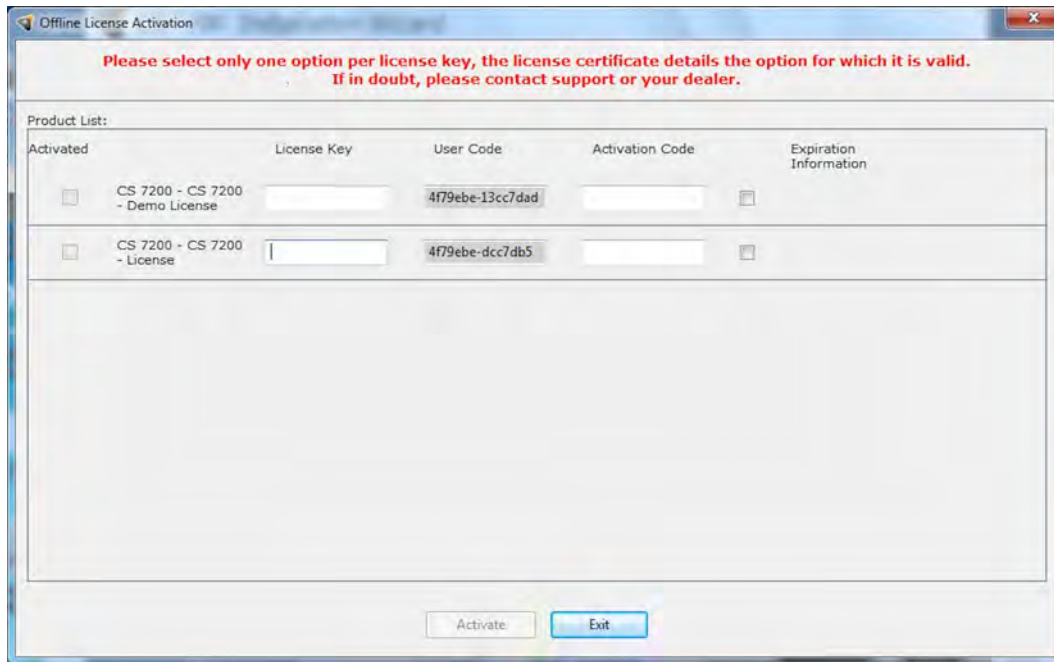 Offline License Activation
Please select only one option per license key, the license certificate details the option for which it is valid.
If in doubt, please contact support or your dealer.
Product List:
Activated License Key User Code Activation Code Expiration
Information
CS 7200 - CS 7200
- Demo License
4f79ebe-13cc7dad
CS 7200 - CS 7200
- License
4f79ebe-dcc7db5
Activate Exit